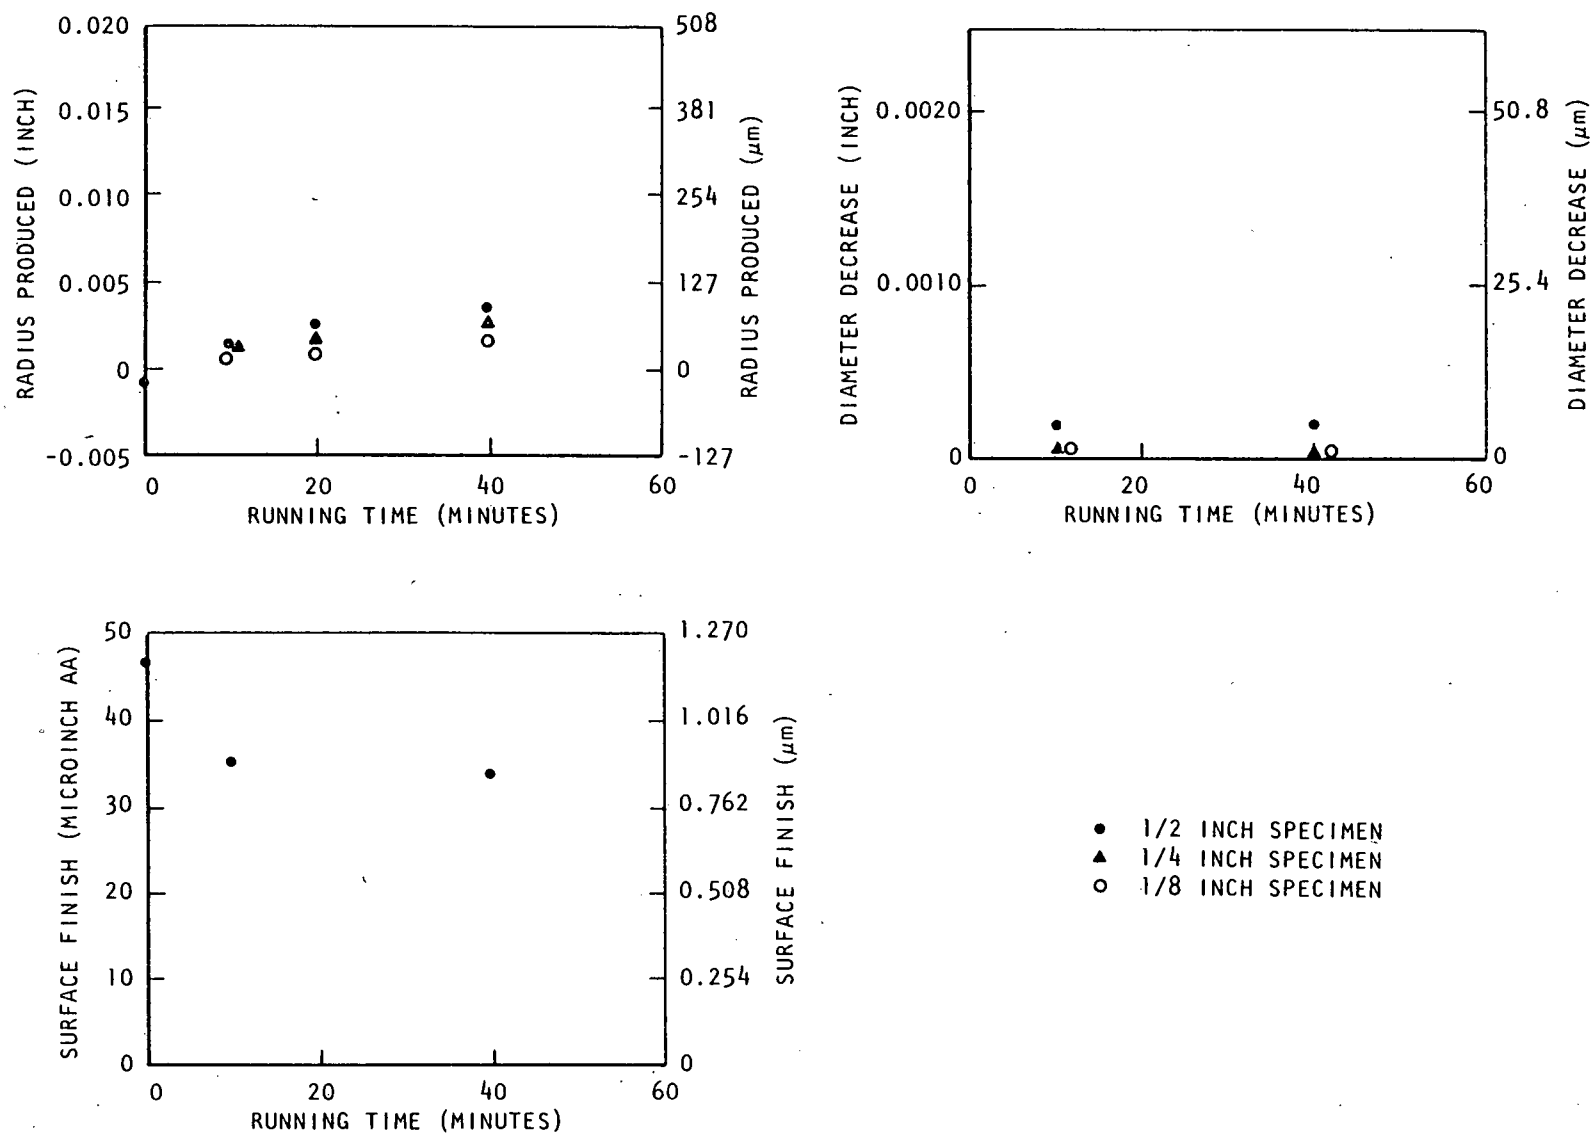 RADIUS PRODUCED (INCH)
0.020
0.015
0.010
0.005
0
-0.005
508
381
254
127
0
-127
RADIUS PRODUCED (μm)
0 20 40 60
RUNNING TIME (MINUTES)
DIAMETER DECREASE (INCH)
0.0020
0.0010
0
50.8
25.4
0
DIAMETER DECREASE (μm)
0 20 40 60
RUNNING TIME (MINUTES)
SURFACE FINISH (MICROINCH AA)
50
40
30
20
10
0
1.270
1.016
0.762
0.508
0.254
0
SURFACE FINISH (μm)
0 20 40 60
RUNNING TIME (MINUTES)
1/2 INCH SPECIMEN
1/4 INCH SPECIMEN
1/8 INCH SPECIMEN